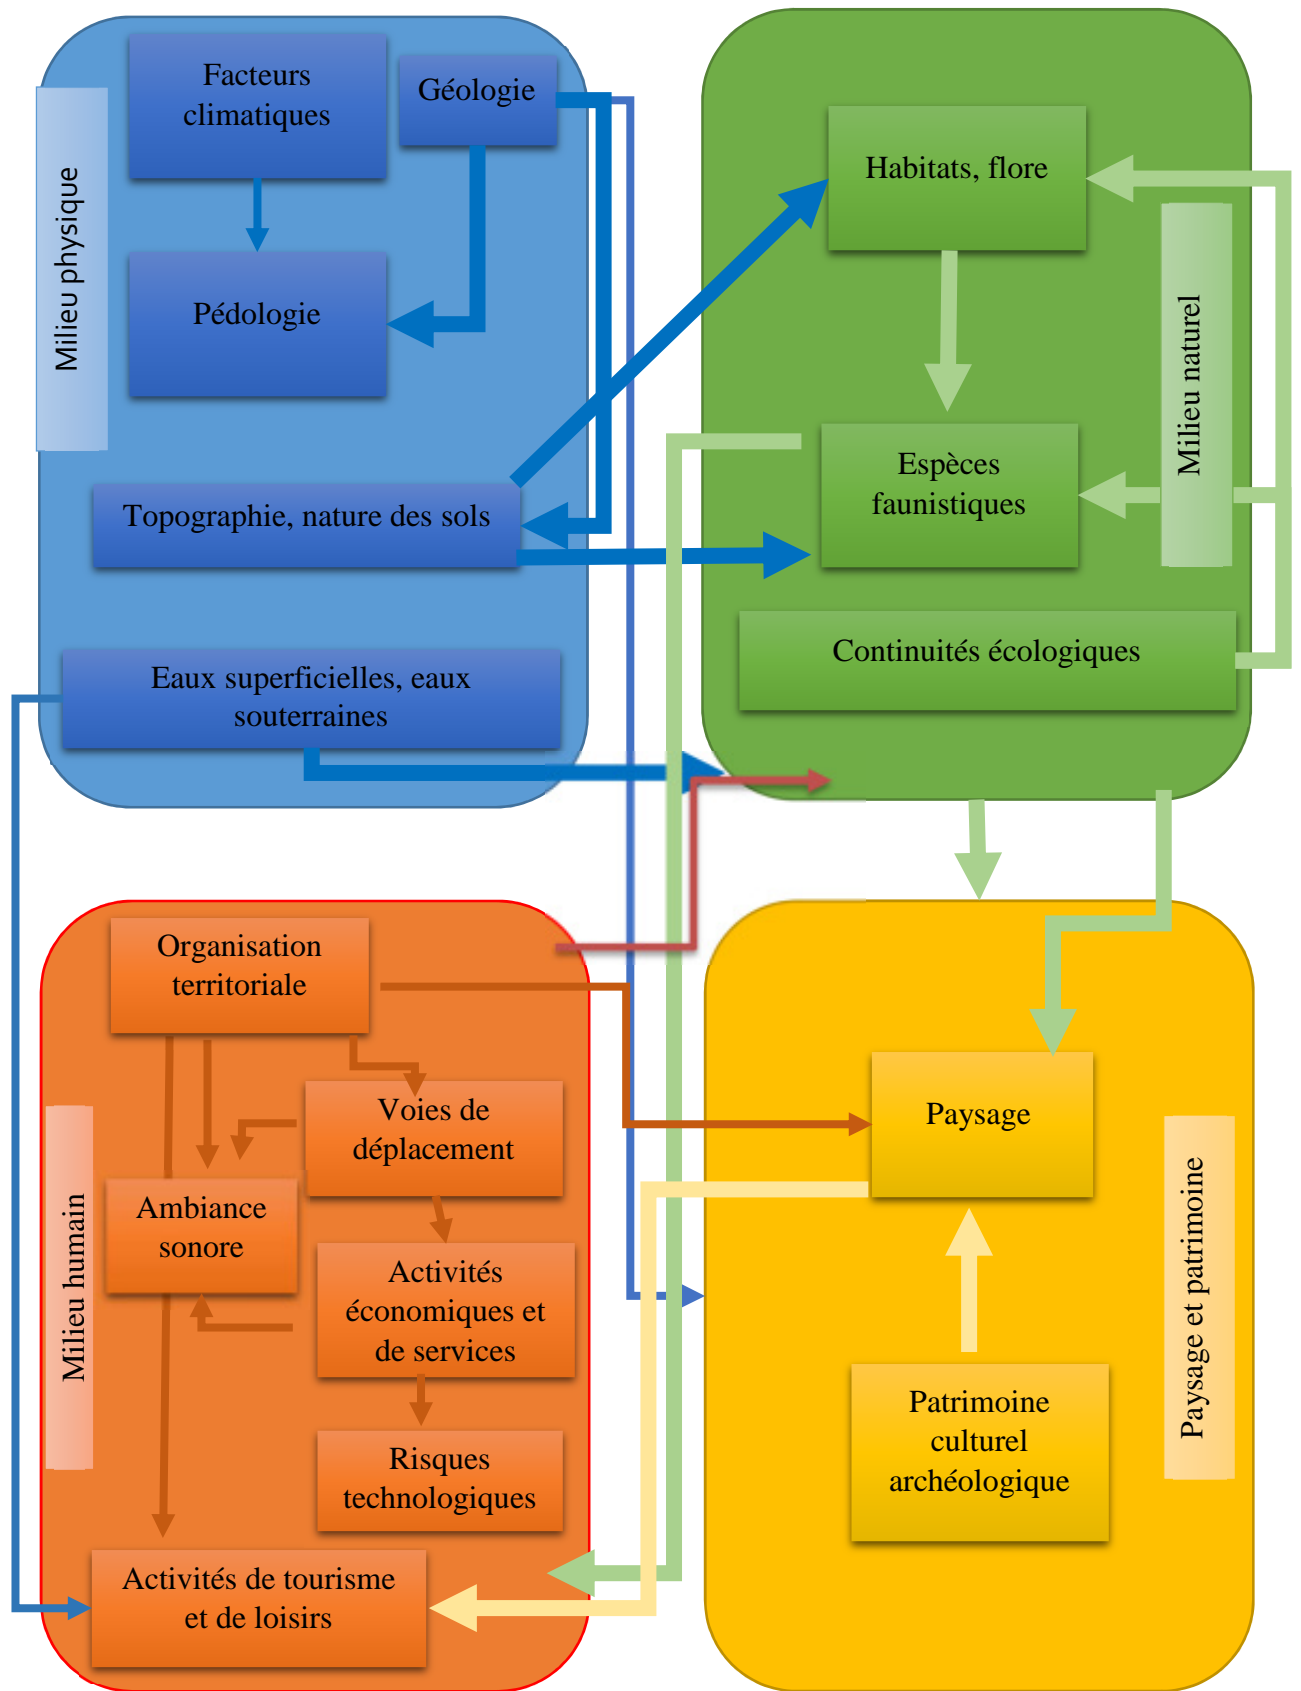 Milieu physique
Facteurs
climatiques
Géologie
Pédologie
Topographie, nature des sols
Eaux superficielles, eaux
souterraines
Milieu naturel
Habitats, flore
Espèces
faunistiques
Continuités écologiques
Milieu humain
Organisation
territoriale
Voies de
déplacement
Ambiance
sonore
Activités
économiques et
de services
Risques
technologiques
Activités de tourisme
et de loisirs
Paysage et patrimoine
Paysage
Patrimoine
culturel
archéologique